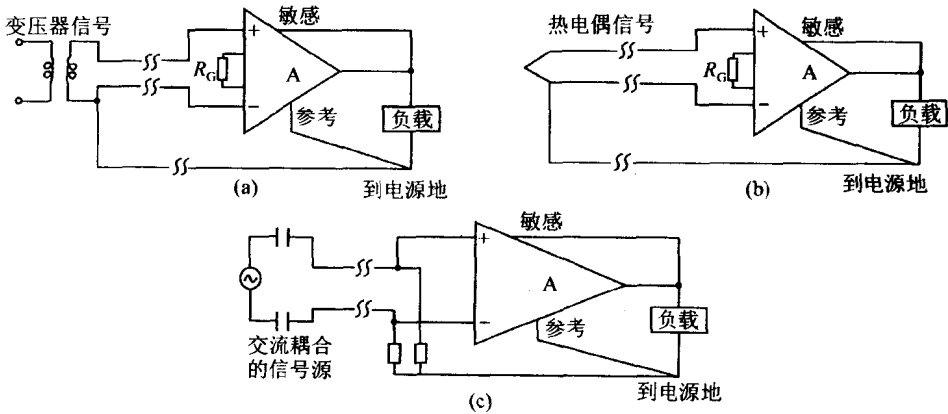 变压器信号
敏感
+
R_G
A
−
参考
负载
到电源地
(a)
热电偶信号
敏感
+
R_G
A
−
参考
负载
到电源地
(b)
敏感
+
A
−
参考
负载
交流耦合
的信号源
到电源地
(c)